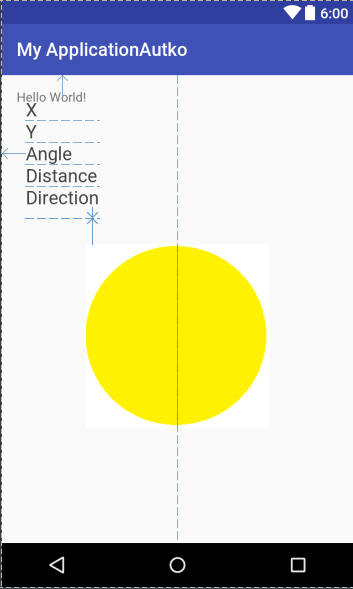 6:00
My ApplicationAutko
Hello World!
X
Y
Angle
Distance
Direction